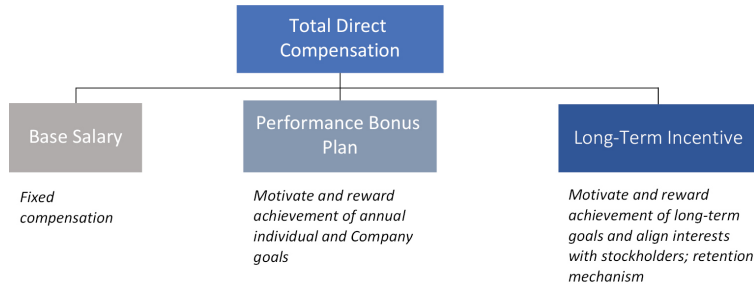 Total Direct
Compensation
Base Salary
Performance Bonus
Plan
Long-Term Incentive
Fixed
compensation
Motivate and reward
achievement of annual
individual and Company
goals
Motivate and reward
achievement of long-term
goals and align interests
with stockholders; retention
mechanism